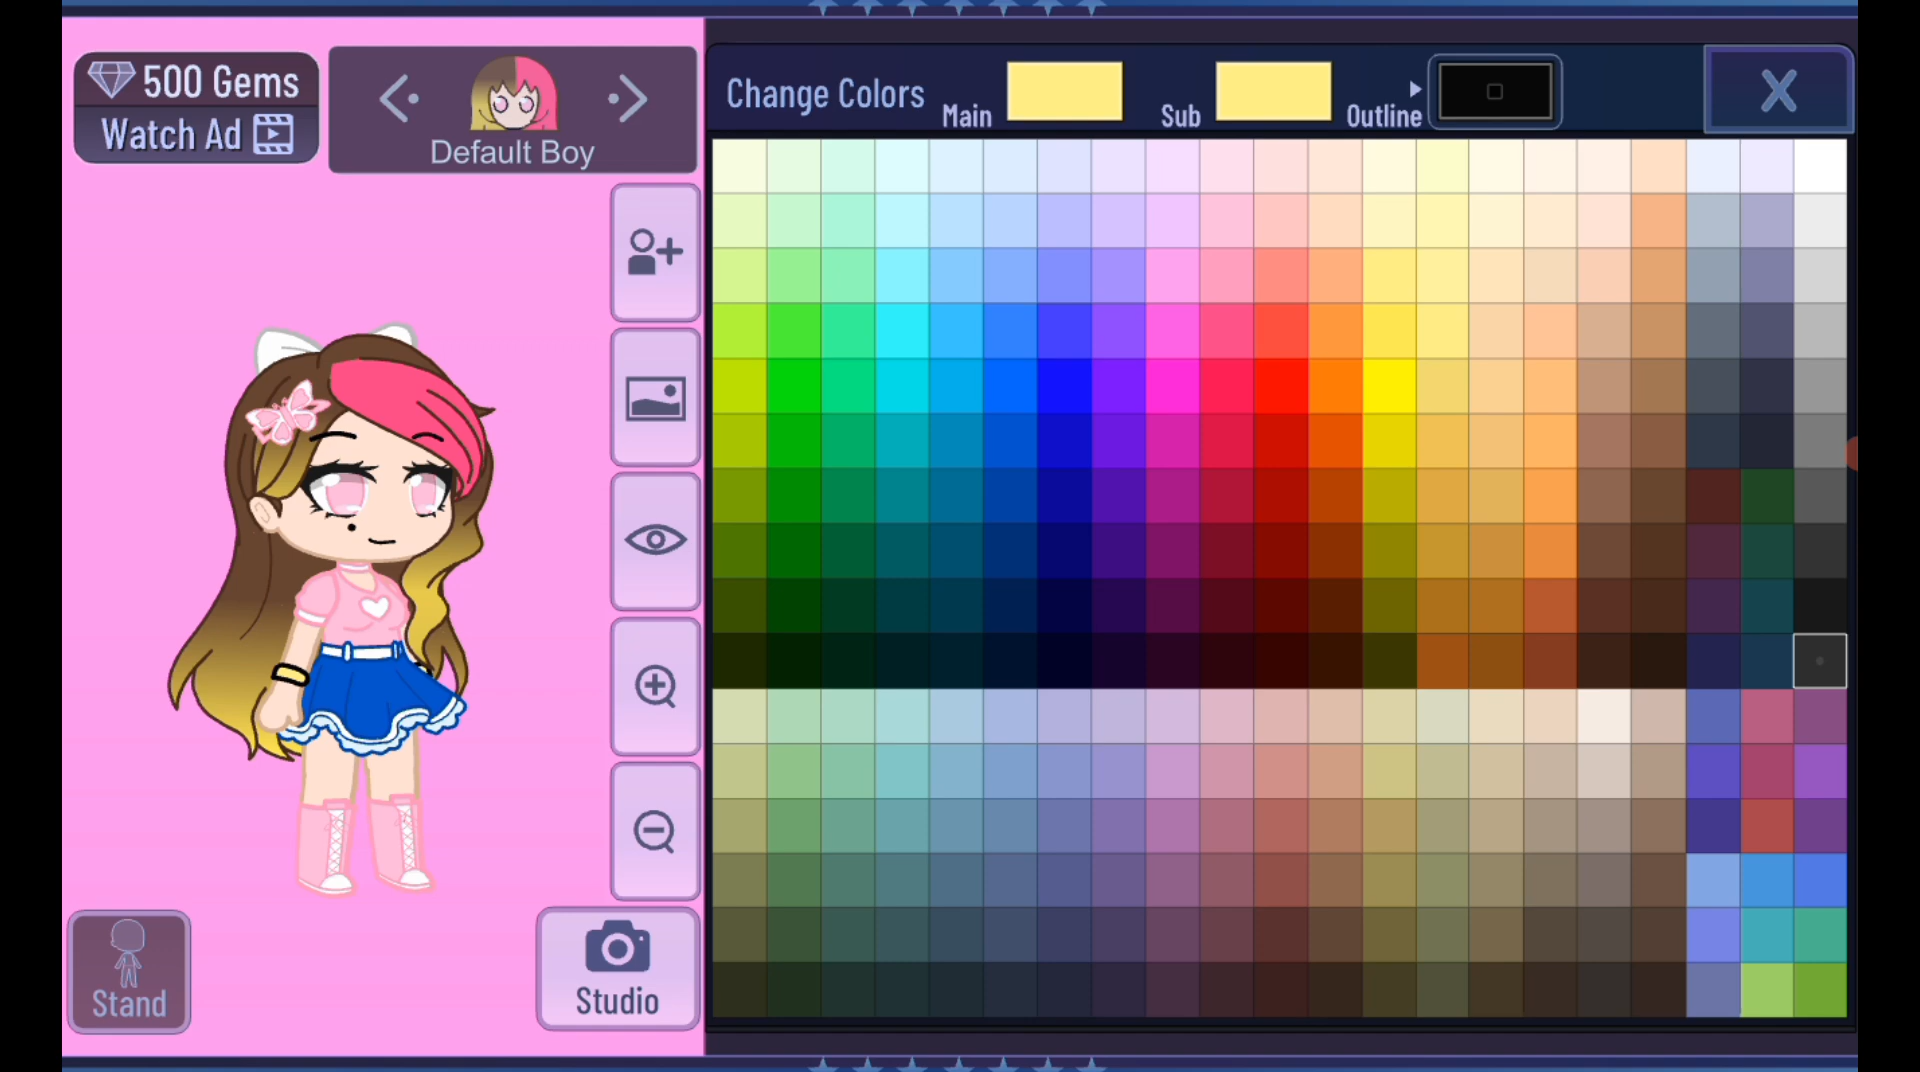 500 Gems
Watch Ad
Default Boy
Change Colors
Main
Sub
Outline
X
Stand
Studio